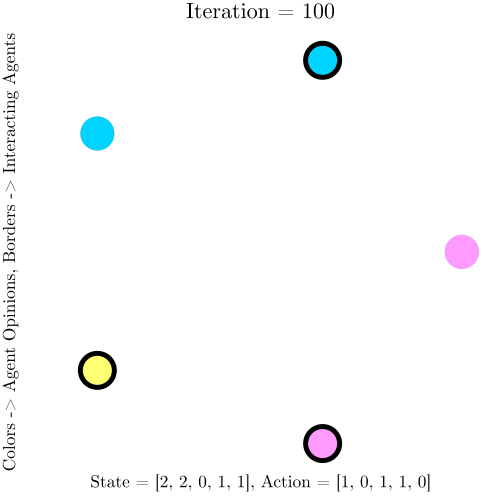 Iteration = 100
Colors -> Agent Opinions, Borders -> Interacting Agents
State = [2, 2, 0, 1, 1], Action = [1, 0, 1, 1, 0]